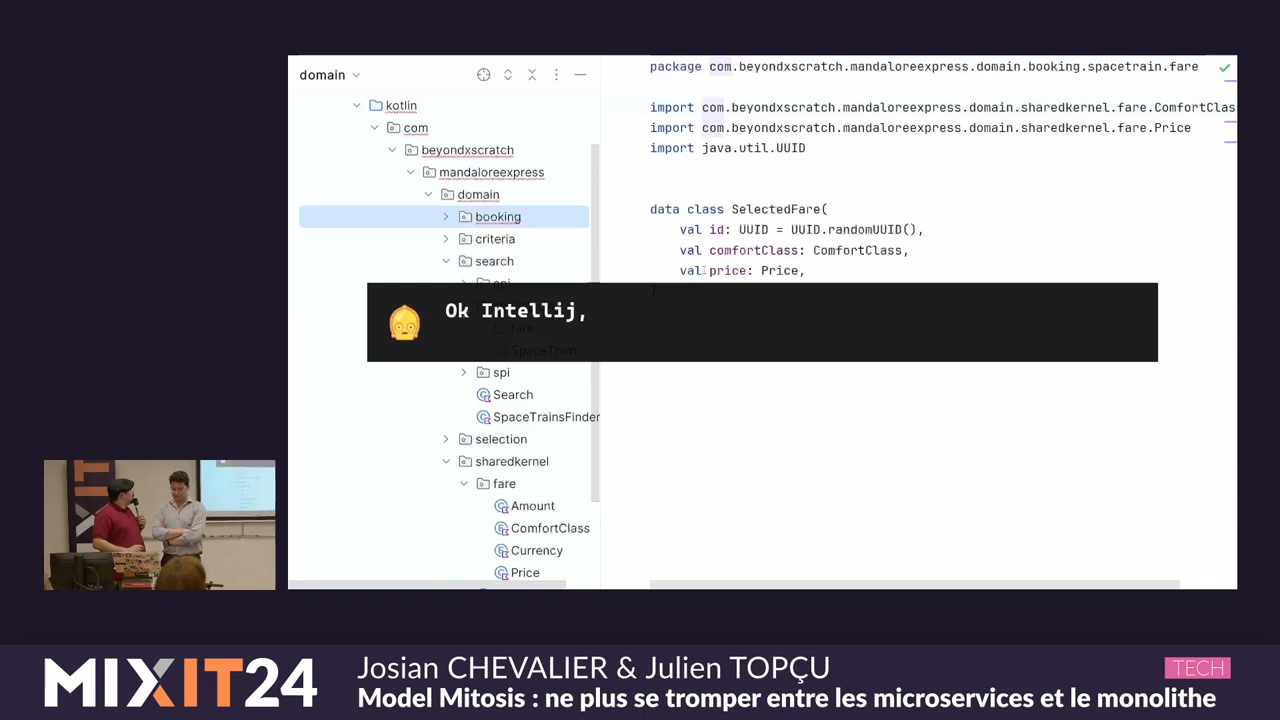 domain
kotlin
com
beyondxscratch
mandaloreexpress
domain
booking
criteria
search
api
fare
SpaceTrain
spi
Search
SpaceTrainsFinder
selection
sharedkernel
fare
Amount
ComfortClass
Currency
Price
package com.beyondxscratch.mandaloreexpress.domain.booking.spacetrain.fare
import com.beyondxscratch.mandaloreexpress.domain.sharedkernel.fare.ComfortClas
import com.beyondxscratch.mandaloreexpress.domain.sharedkernel.fare.Price
import java.util.UUID
data class SelectedFare(
val id: UUID = UUID.randomUUID(),
val comfortClass: ComfortClass,
val price: Price,
)
Ok Intellij,
MIXIT
MIXIT24
Josian CHEVALIER & Julien TOPÇU
TECH
Model Mitosis : ne plus se tromper entre les microservices et le monolithe